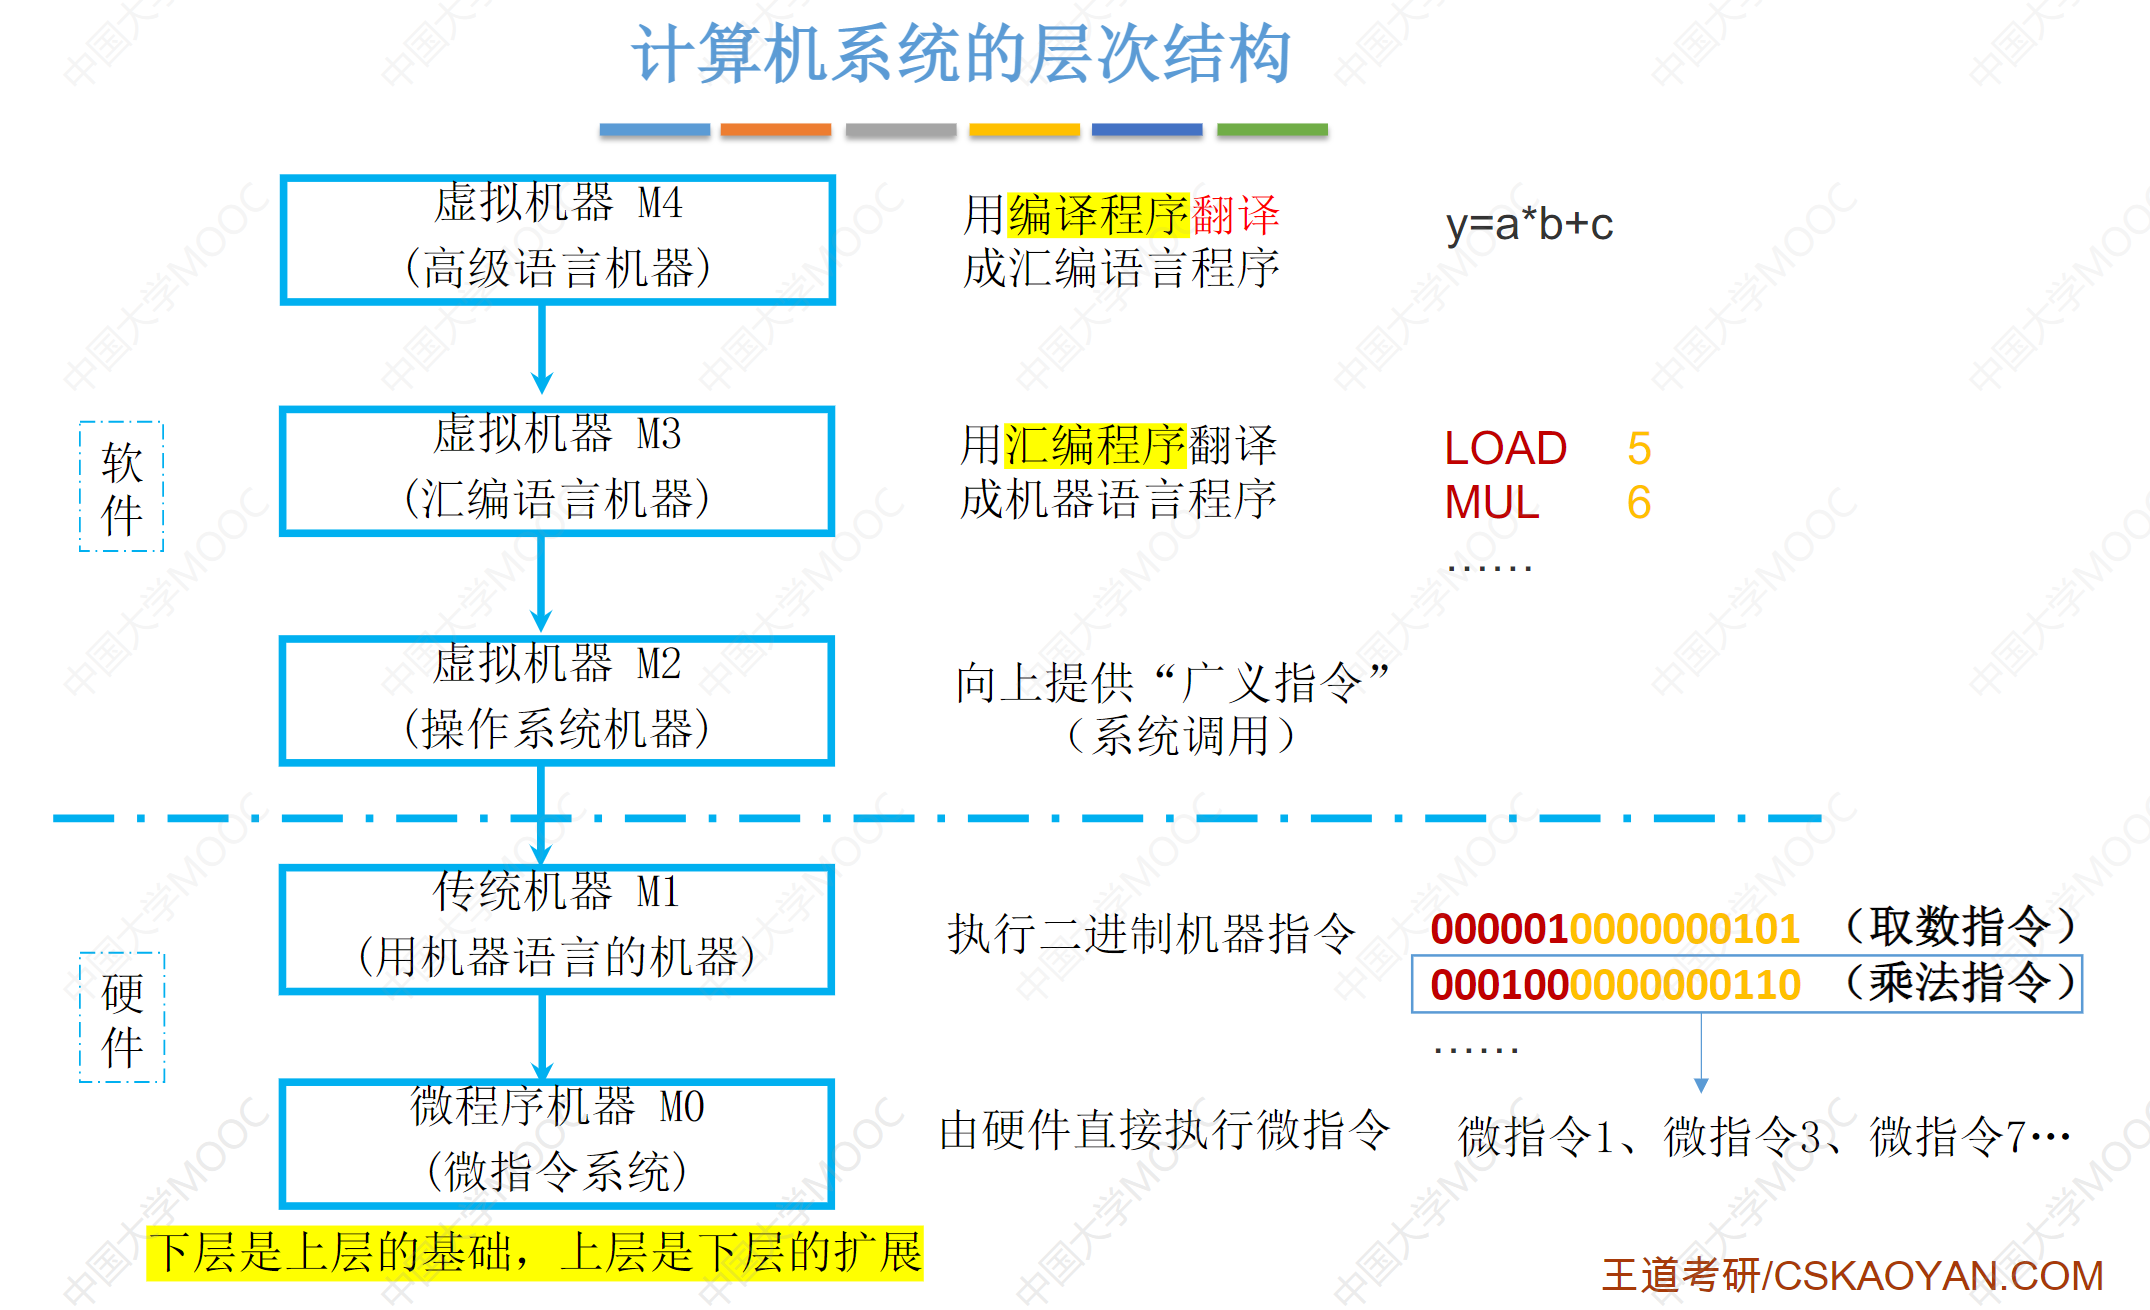 计算机系统的层次结构
虚拟机器 M4
(高级语言机器)
用编译程序翻译
成汇编语言程序
y=a*b+c
软件
虚拟机器 M3
(汇编语言机器)
用汇编程序翻译
成机器语言程序
LOAD 5
MUL 6
……
虚拟机器 M2
(操作系统机器)
向上提供“广义指令”
（系统调用）
硬件
传统机器 M1
(用机器语言的机器)
执行二进制机器指令
0000010000000101 （取数指令）
0001000000000110 （乘法指令）
……
微程序机器 M0
(微指令系统)
由硬件直接执行微指令
微指令1、微指令3、微指令7…
下层是上层的基础，上层是下层的扩展
王道考研/CSKAOYAN.COM
中国大学MOOC